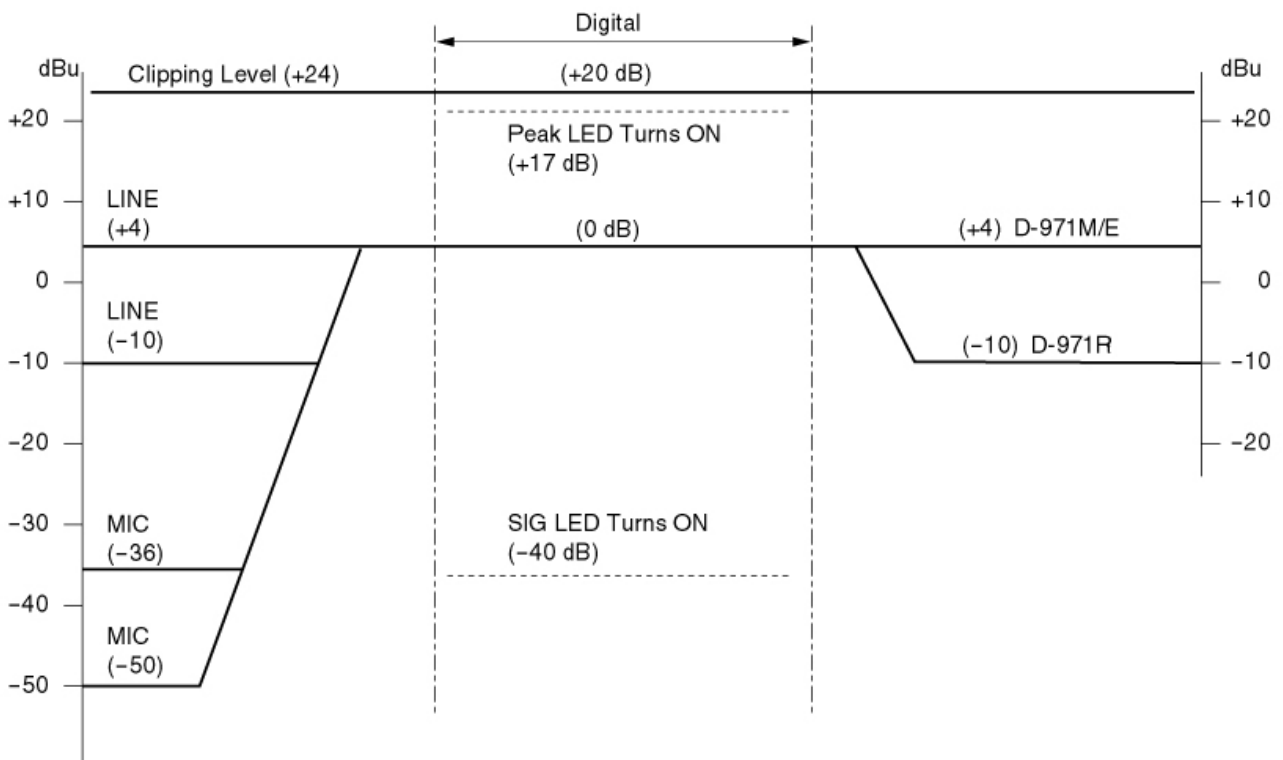 Digital
dBu
Clipping Level (+24)
(+20 dB)
dBu
+20
+20
Peak LED Turns ON
(+17 dB)
+10
LINE
(+4)
+10
(0 dB)
(+4) D-971M/E
0
0
LINE
(−10)
(−10) D-971R
−10
−10
−20
−20
−30
MIC
(−36)
SIG LED Turns ON
(−40 dB)
−40
MIC
(−50)
−50